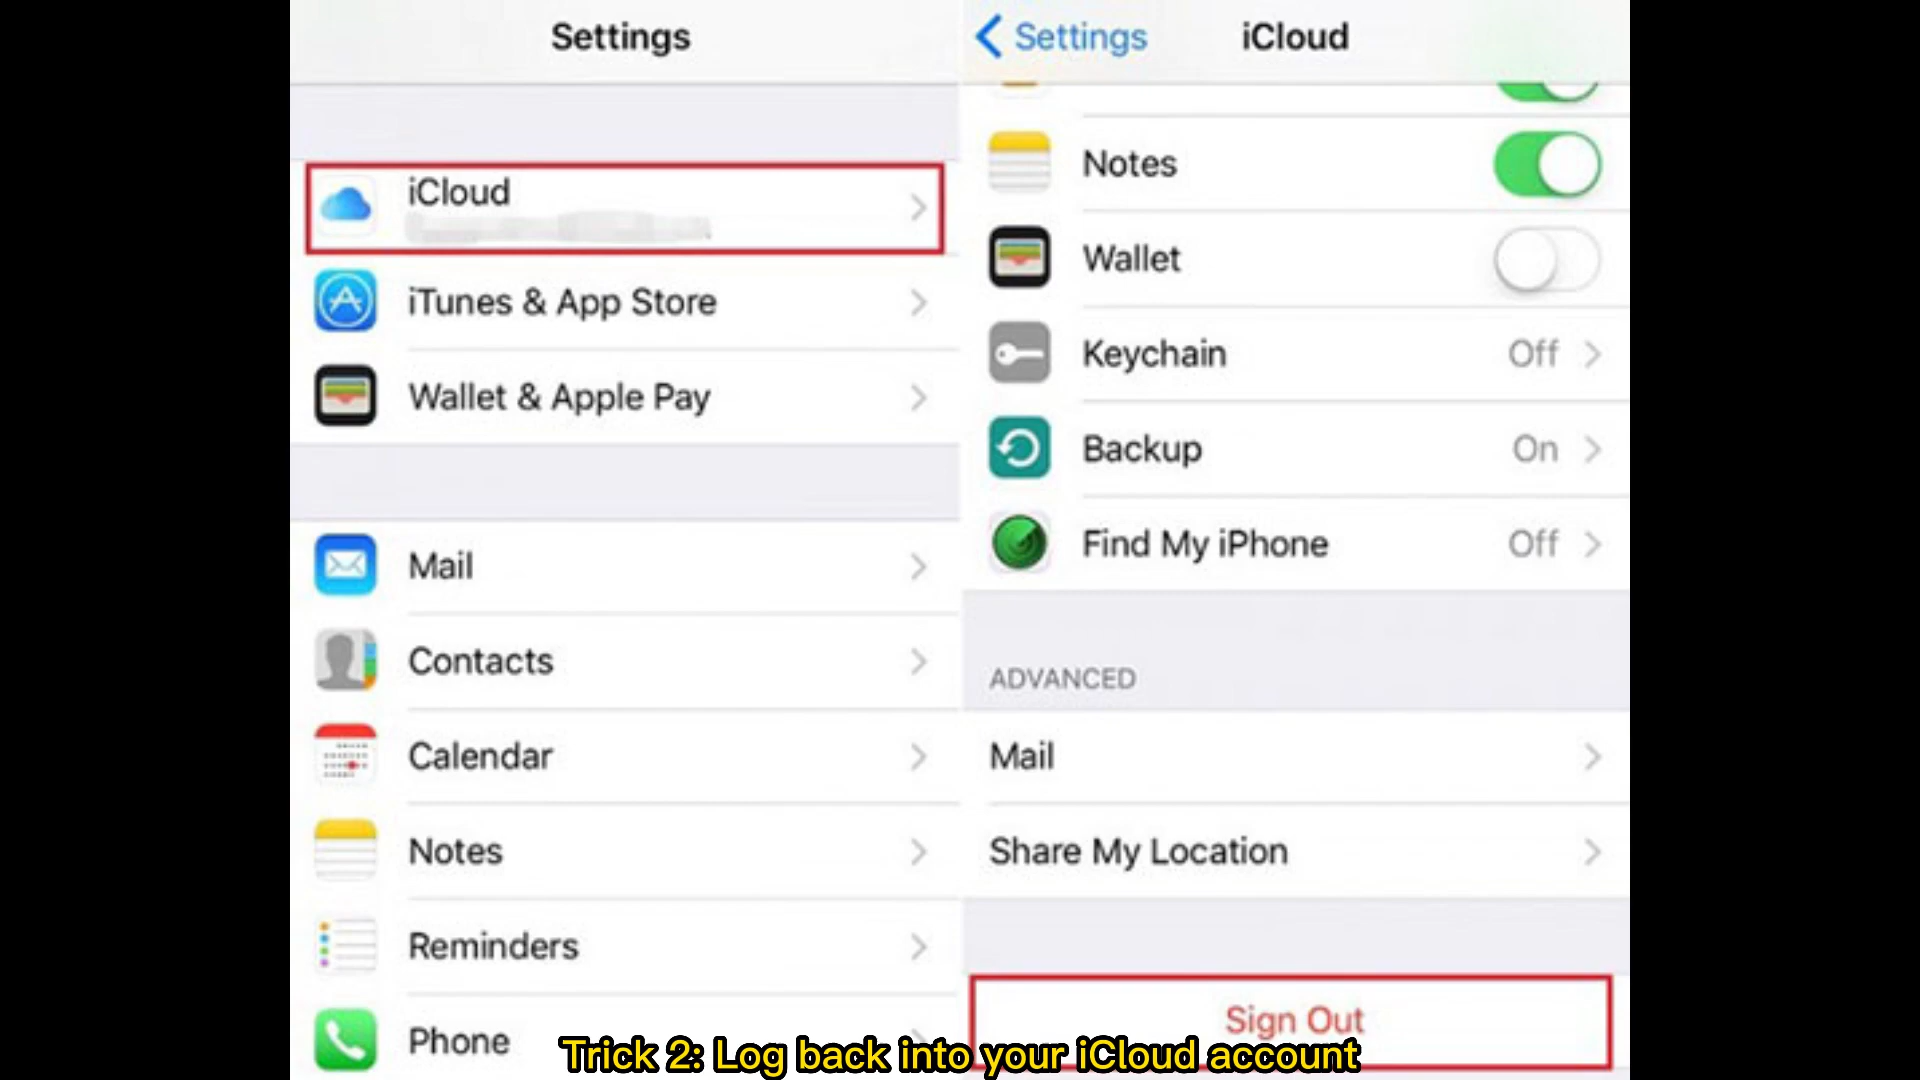 Settings
iCloud
iTunes & App Store
Wallet & Apple Pay
Mail
Contacts
Calendar
Notes
Reminders
Phone
Settings
iCloud
Notes
Wallet
Keychain Off
Backup On
Find My iPhone Off
ADVANCED
Mail
Share My Location
Sign Out
Trick 2: Log back into your iCloud account